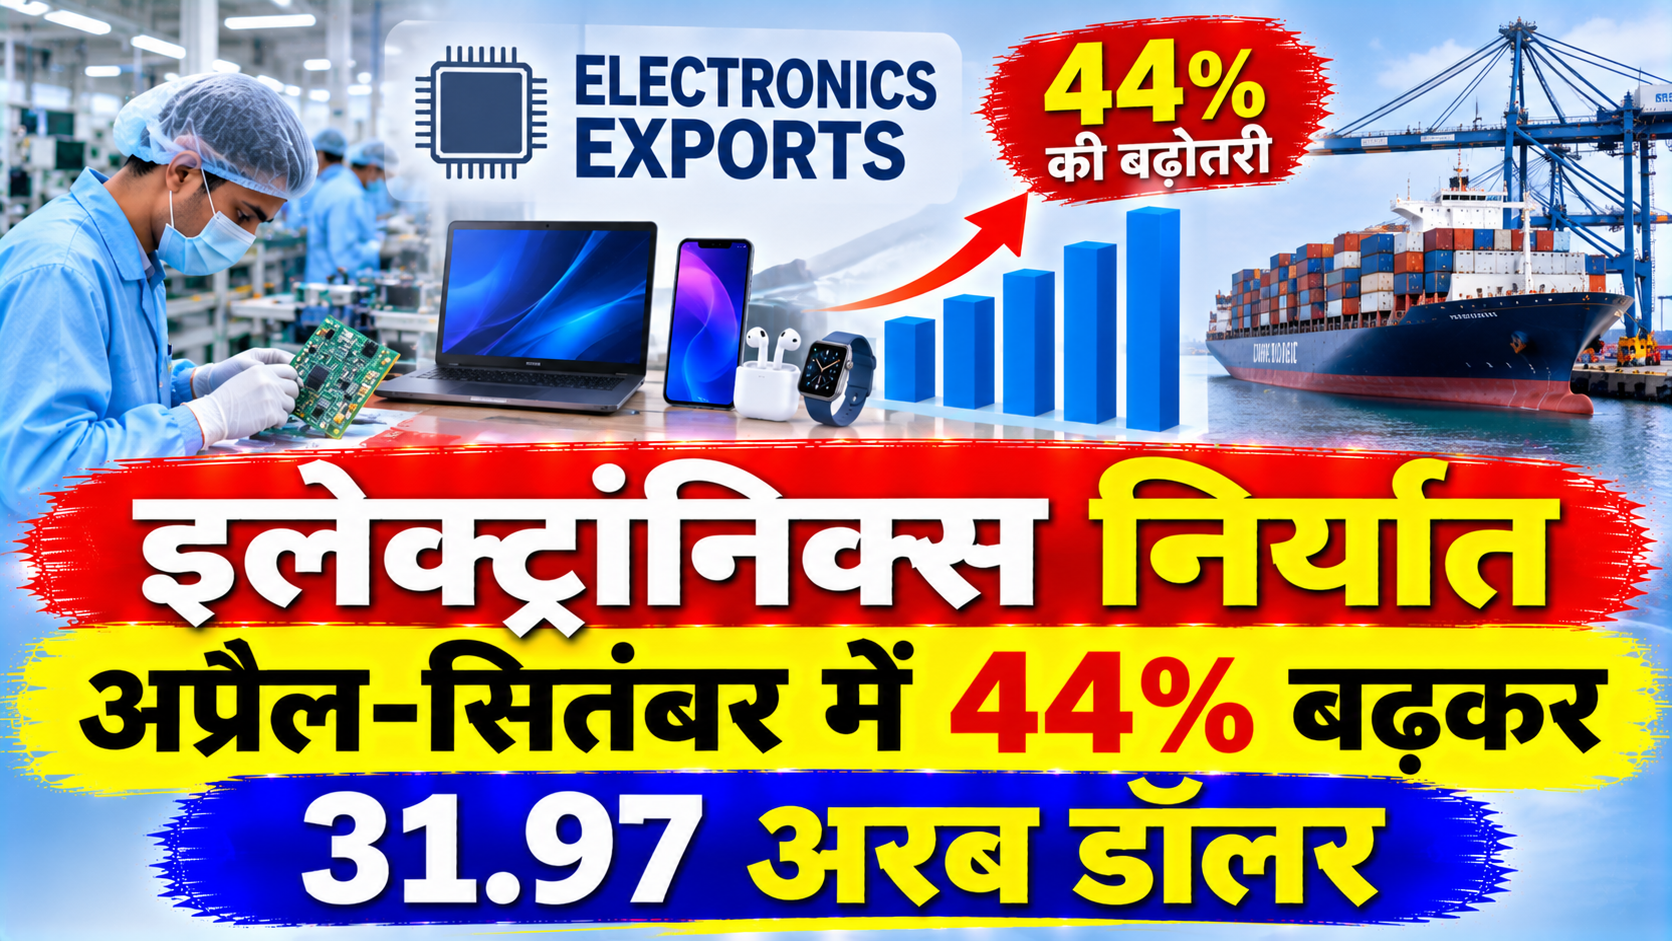 ELECTRONICS
EXPORTS
44%
की बढ़ोतरी
इलेक्ट्रांनिक्स निर्यात
अप्रैल-सितंबर में 44% बढ़कर
31.97 अरब डॉलर